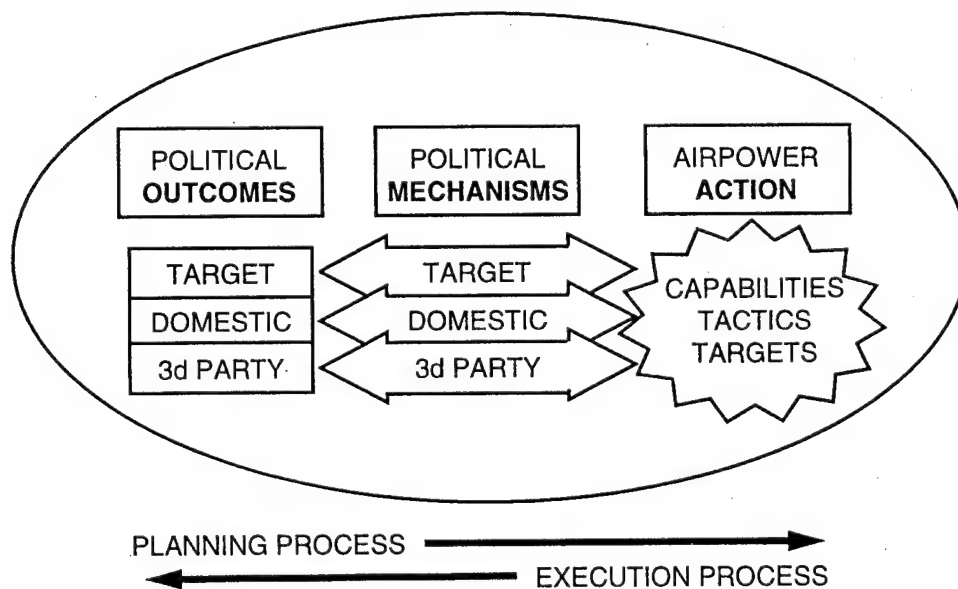 POLITICAL
OUTCOMES
POLITICAL
MECHANISMS
AIRPOWER
ACTION
TARGET
DOMESTIC
3d PARTY
TARGET
DOMESTIC
3d PARTY
CAPABILITIES
TACTICS
TARGETS
PLANNING PROCESS
EXECUTION PROCESS